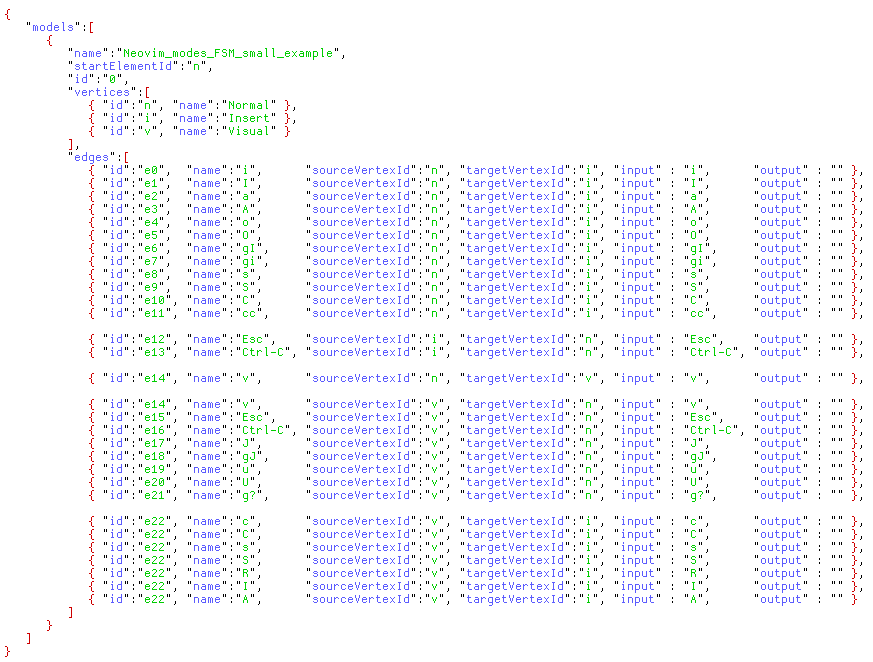 {
"models":[
{
"name":"Neovim_modes_FSM_small_example",
"startElementId":"n",
"id":"0",
"vertices":[
{ "id":"n", "name":"Normal" },
{ "id":"i", "name":"Insert" },
{ "id":"v", "name":"Visual" }
],
"edges":[
{ "id":"e0", "name":"i", "sourceVertexId":"n", "targetVertexId":"i", "input" : "i", "output" : "" },
{ "id":"e1", "name":"I", "sourceVertexId":"n", "targetVertexId":"i", "input" : "I", "output" : "" },
{ "id":"e2", "name":"a", "sourceVertexId":"n", "targetVertexId":"i", "input" : "a", "output" : "" },
{ "id":"e3", "name":"A", "sourceVertexId":"n", "targetVertexId":"i", "input" : "A", "output" : "" },
{ "id":"e4", "name":"o", "sourceVertexId":"n", "targetVertexId":"i", "input" : "o", "output" : "" },
{ "id":"e5", "name":"O", "sourceVertexId":"n", "targetVertexId":"i", "input" : "O", "output" : "" },
{ "id":"e6", "name":"gI", "sourceVertexId":"n", "targetVertexId":"i", "input" : "gI", "output" : "" },
{ "id":"e7", "name":"gi", "sourceVertexId":"n", "targetVertexId":"i", "input" : "gi", "output" : "" },
{ "id":"e8", "name":"s", "sourceVertexId":"n", "targetVertexId":"i", "input" : "s", "output" : "" },
{ "id":"e9", "name":"S", "sourceVertexId":"n", "targetVertexId":"i", "input" : "S", "output" : "" },
{ "id":"e10", "name":"C", "sourceVertexId":"n", "targetVertexId":"i", "input" : "C", "output" : "" },
{ "id":"e11", "name":"cc", "sourceVertexId":"n", "targetVertexId":"i", "input" : "cc", "output" : "" },
{ "id":"e12", "name":"Esc", "sourceVertexId":"i", "targetVertexId":"n", "input" : "Esc", "output" : "" },
{ "id":"e13", "name":"Ctrl-C", "sourceVertexId":"i", "targetVertexId":"n", "input" : "Ctrl-C", "output" : "" },
{ "id":"e14", "name":"v", "sourceVertexId":"n", "targetVertexId":"v", "input" : "v", "output" : "" },
{ "id":"e14", "name":"v", "sourceVertexId":"v", "targetVertexId":"n", "input" : "v", "output" : "" },
{ "id":"e15", "name":"Esc", "sourceVertexId":"v", "targetVertexId":"n", "input" : "Esc", "output" : "" },
{ "id":"e16", "name":"Ctrl-C", "sourceVertexId":"v", "targetVertexId":"n", "input" : "Ctrl-C", "output" : "" },
{ "id":"e17", "name":"J", "sourceVertexId":"v", "targetVertexId":"n", "input" : "J", "output" : "" },
{ "id":"e18", "name":"gJ", "sourceVertexId":"v", "targetVertexId":"n", "input" : "gJ", "output" : "" },
{ "id":"e19", "name":"u", "sourceVertexId":"v", "targetVertexId":"n", "input" : "u", "output" : "" },
{ "id":"e20", "name":"U", "sourceVertexId":"v", "targetVertexId":"n", "input" : "U", "output" : "" },
{ "id":"e21", "name":"g?", "sourceVertexId":"v", "targetVertexId":"n", "input" : "g?", "output" : "" },
{ "id":"e22", "name":"c", "sourceVertexId":"v", "targetVertexId":"i", "input" : "c", "output" : "" },
{ "id":"e22", "name":"C", "sourceVertexId":"v", "targetVertexId":"i", "input" : "C", "output" : "" },
{ "id":"e22", "name":"s", "sourceVertexId":"v", "targetVertexId":"i", "input" : "s", "output" : "" },
{ "id":"e22", "name":"S", "sourceVertexId":"v", "targetVertexId":"i", "input" : "S", "output" : "" },
{ "id":"e22", "name":"R", "sourceVertexId":"v", "targetVertexId":"i", "input" : "R", "output" : "" },
{ "id":"e22", "name":"I", "sourceVertexId":"v", "targetVertexId":"i", "input" : "I", "output" : "" },
{ "id":"e22", "name":"A", "sourceVertexId":"v", "targetVertexId":"i", "input" : "A", "output" : "" }
]
}
]
}